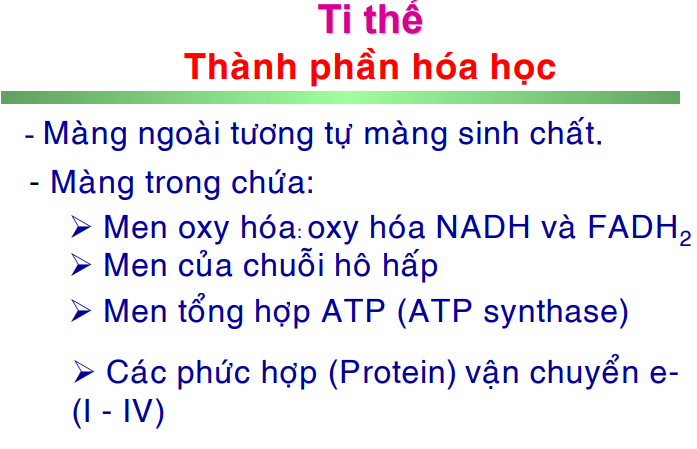 Ti thể
Thành phần hóa học
- Màng ngoài tương tự màng sinh chất.
- Màng trong chứa:
➢ Men oxy hóa: oxy hóa NADH và FADH₂
➢ Men của chuỗi hô hấp
➢ Men tổng hợp ATP (ATP synthase)
➢ Các phức hợp (Protein) vận chuyển e-
(I - IV)